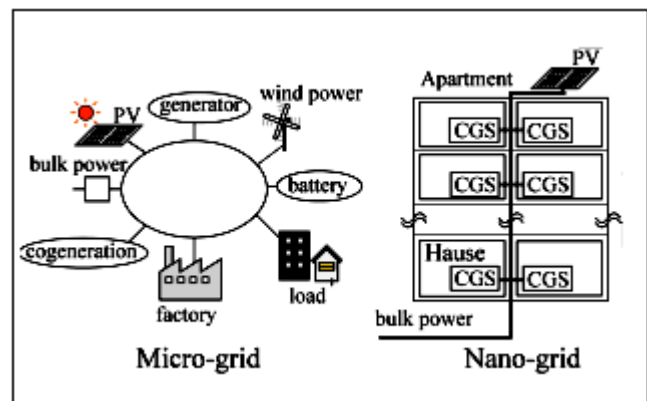 generator
wind power
PV
bulk power
battery
cogeneration
factory
load
Micro-grid
PV
Apartment
CGS CGS
CGS CGS
Hause
CGS CGS
bulk power
Nano-grid